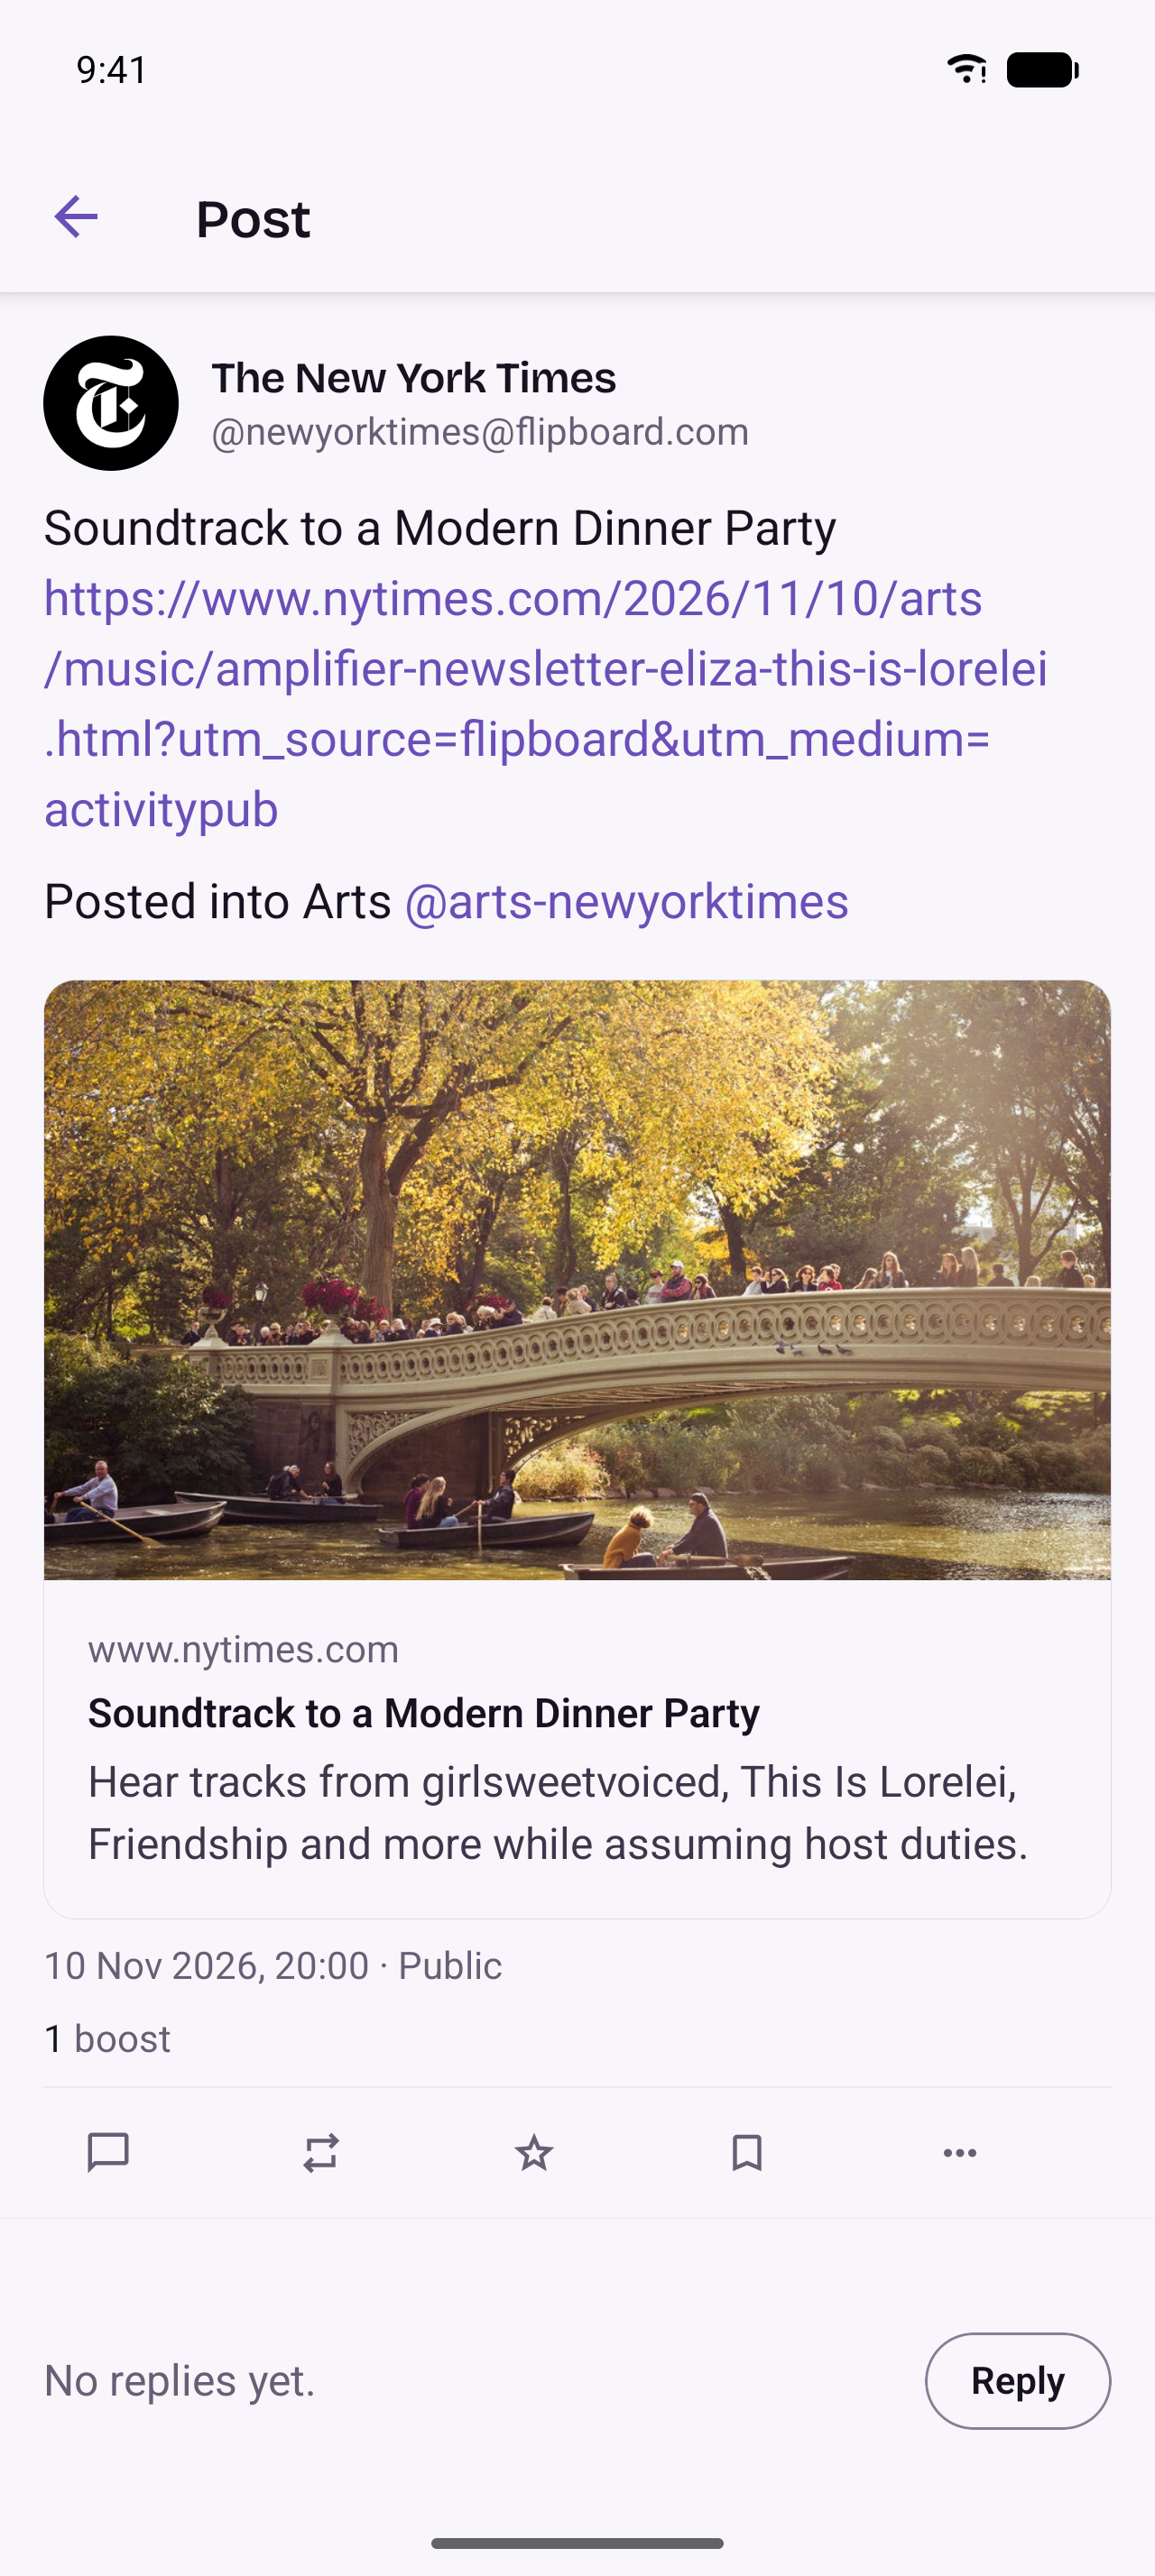 9:41
Post
The New York Times
@newyorktimes@flipboard.com
Soundtrack to a Modern Dinner Party
https://www.nytimes.com/2026/11/10/arts
/music/amplifier-newsletter-eliza-this-is-lorelei
.html?utm_source=flipboard&utm_medium=
activitypub
Posted into Arts @arts-newyorktimes
www.nytimes.com
Soundtrack to a Modern Dinner Party
Hear tracks from girlsweetvoiced, This Is Lorelei,
Friendship and more while assuming host duties.
10 Nov 2026, 20:00 · Public
1 boost
No replies yet.
Reply